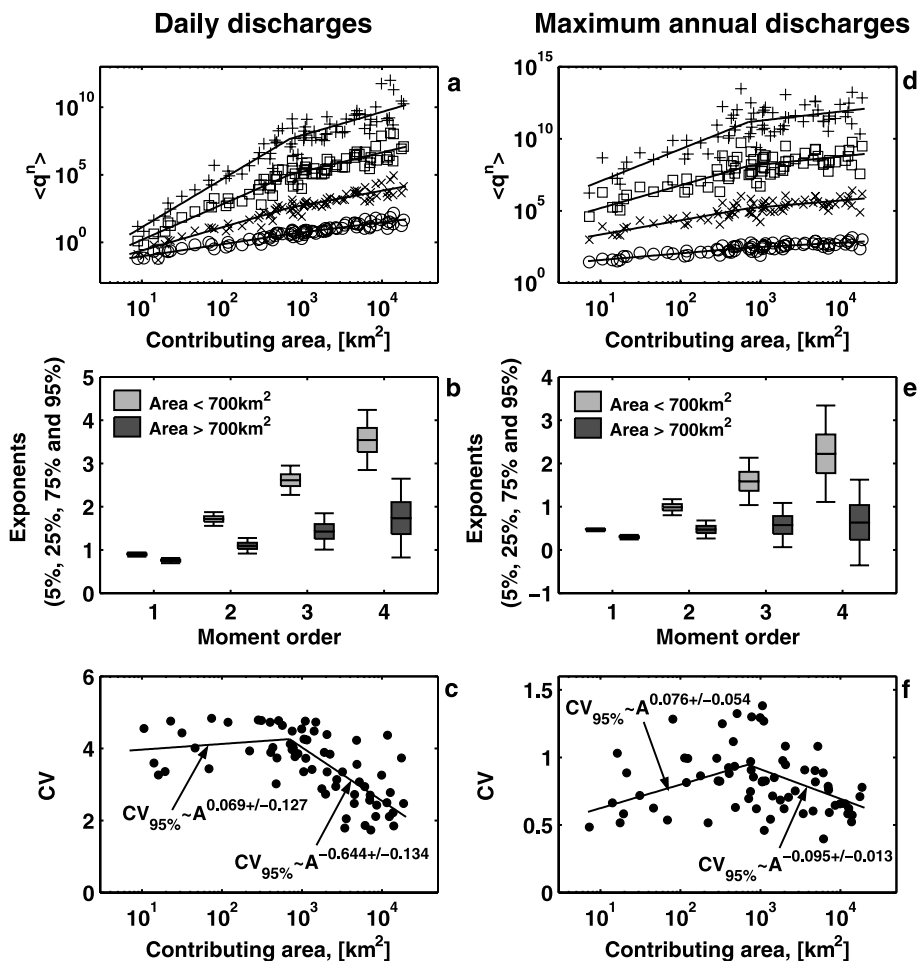 Daily discharges
Maximum annual discharges
a
10^10
10^5
10^0
<q^n>
10^1 10^2 10^3 10^4
Contributing area, [km^2]
d
10^15
10^10
10^5
10^0
<q^n>
10^1 10^2 10^3 10^4
Contributing area, [km^2]
b
5
4
3
2
1
0
Exponents
(5%, 25%, 75% and 95%)
Area < 700km^2
Area > 700km^2
1 2 3 4
Moment order
e
4
3
2
1
0
−1
Exponents
(5%, 25%, 75% and 95%)
Area < 700km^2
Area > 700km^2
1 2 3 4
Moment order
c
6
4
2
0
CV
CV_95%~A^0.069+/−0.127
CV_95%~A^−0.644+/−0.134
10^1 10^2 10^3 10^4
Contributing area, [km^2]
f
1.5
1
0.5
0
CV
CV_95%~A^0.076+/−0.054
CV_95%~A^−0.095+/−0.013
10^1 10^2 10^3 10^4
Contributing area, [km^2]